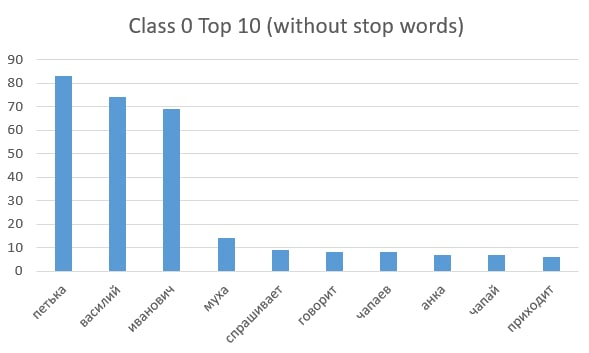 Class 0 Top 10 (without stop words)
90
80
70
60
50
40
30
20
10
0
петька
василий
иванович
муха
спрашивает
говорит
чапаев
анка
чапай
приходит